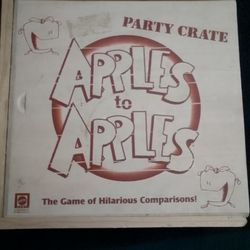 PARTY CRATE
APPLES
to
APPLES
The Game of Hilarious Comparisons!